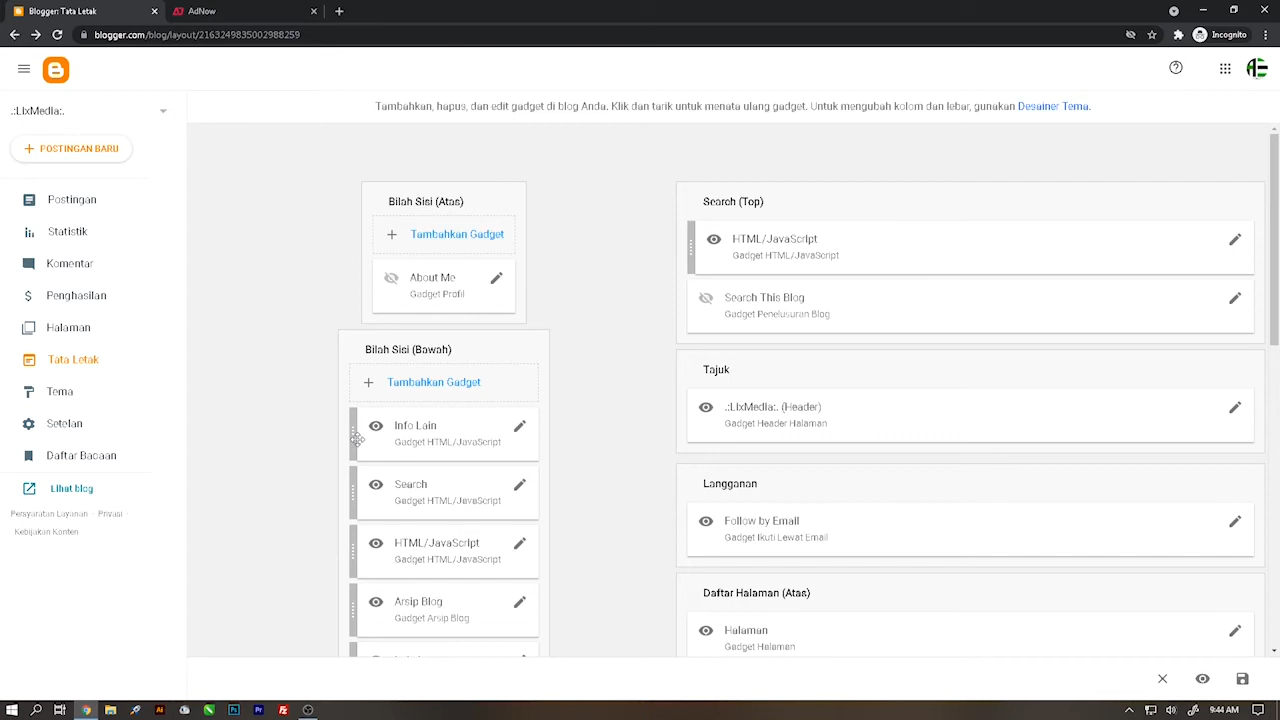 Blogger: Tata Letak
AdNow
blogger.com/blog/layout/2163249835002988259
Incognito
.:LIxMedia:.
Tambahkan, hapus, dan edit gadget di blog Anda. Klik dan tarik untuk menata ulang gadget. Untuk mengubah kolom dan lebar, gunakan Desainer Tema.
POSTINGAN BARU
Postingan
Statistik
Komentar
Penghasilan
Halaman
Tata Letak
Tema
Setelan
Daftar Bacaan
Lihat blog
Persyaratan Layanan · Privasi ·
Kebijakan Konten
Bilah Sisi (Atas)
Tambahkan Gadget
About Me
Gadget Profil
Bilah Sisi (Bawah)
Tambahkan Gadget
Info Lain
Gadget HTML/JavaScript
Search
Gadget HTML/JavaScript
HTML/JavaScript
Gadget HTML/JavaScript
Arsip Blog
Gadget Arsip Blog
Search (Top)
HTML/JavaScript
Gadget HTML/JavaScript
Search This Blog
Gadget Penelusuran Blog
Tajuk
.:LIxMedia:. (Header)
Gadget Header Halaman
Langganan
Follow by Email
Gadget Ikuti Lewat Email
Daftar Halaman (Atas)
Halaman
Gadget Halaman
9:44 AM